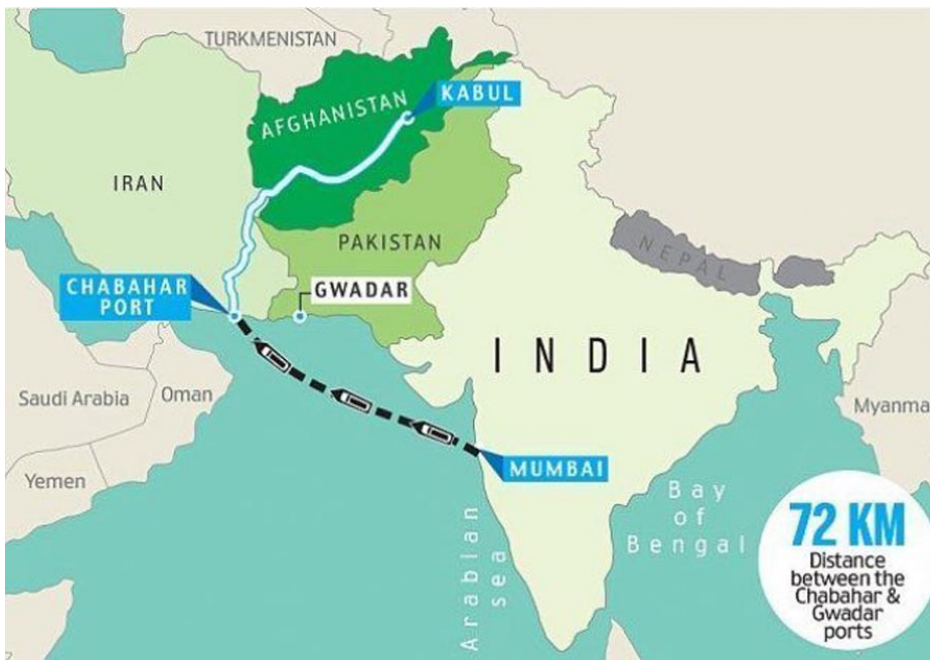 TURKMENISTAN
AFGHANISTAN
KABUL
IRAN
PAKISTAN
NEPAL
CHABAHAR
PORT
GWADAR
INDIA
Saudi Arabia
Oman
Myanma
Yemen
MUMBAI
Arabian
sea
Bay
of
Bengal
72 KM
Distance
between the
Chabahar &
Gwadar
ports